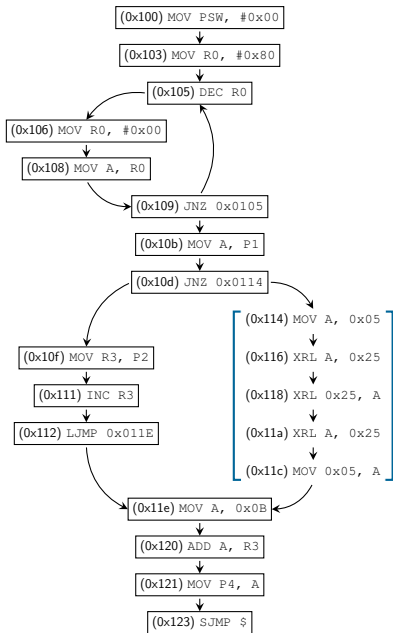 (0x100) MOV PSW, #0x00
(0x103) MOV R0, #0x80
(0x105) DEC R0
(0x106) MOV R0, #0x00
(0x108) MOV A, R0
(0x109) JNZ 0x0105
(0x10b) MOV A, P1
(0x10d) JNZ 0x0114
(0x10f) MOV R3, P2
(0x111) INC R3
(0x112) LJMP 0x011E
(0x114) MOV A, 0x05
(0x116) XRL A, 0x25
(0x118) XRL 0x25, A
(0x11a) XRL A, 0x25
(0x11c) MOV 0x05, A
(0x11e) MOV A, 0x0B
(0x120) ADD A, R3
(0x121) MOV P4, A
(0x123) SJMP $